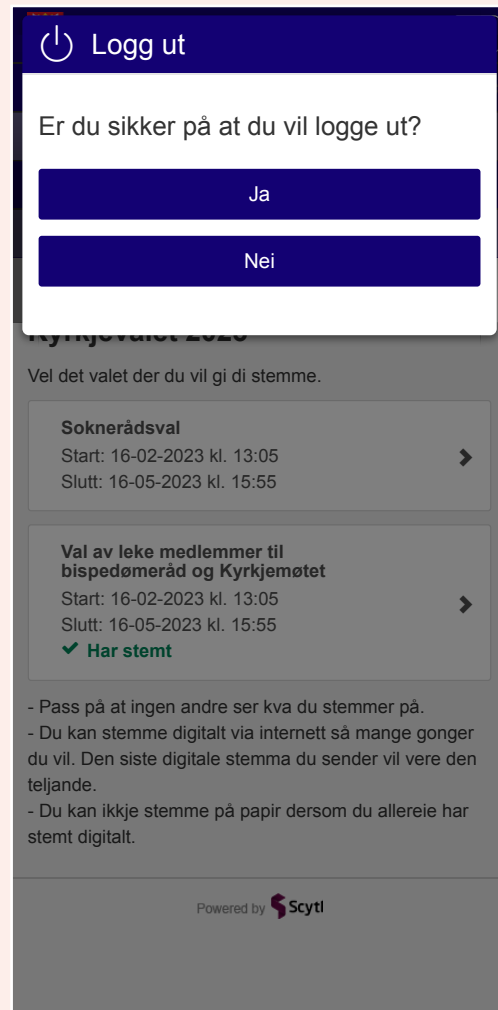 Logg ut
Er du sikker på at du vil logge ut?
Ja
Nei
Kyrkjevalet 2023
Vel det valet der du vil gi di stemme.
Soknerådsval
Start: 16-02-2023 kl. 13:05
Slutt: 16-05-2023 kl. 15:55
Val av leke medlemmer til
bispedømeråd og Kyrkjemøtet
Start: 16-02-2023 kl. 13:05
Slutt: 16-05-2023 kl. 15:55
Har stemt
- Pass på at ingen andre ser kva du stemmer på.
- Du kan stemme digitalt via internett så mange gonger
du vil. Den siste digitale stemma du sender vil vere den
teljande.
- Du kan ikkje stemme på papir dersom du allereie har
stemt digitalt.
Powered by Scytl